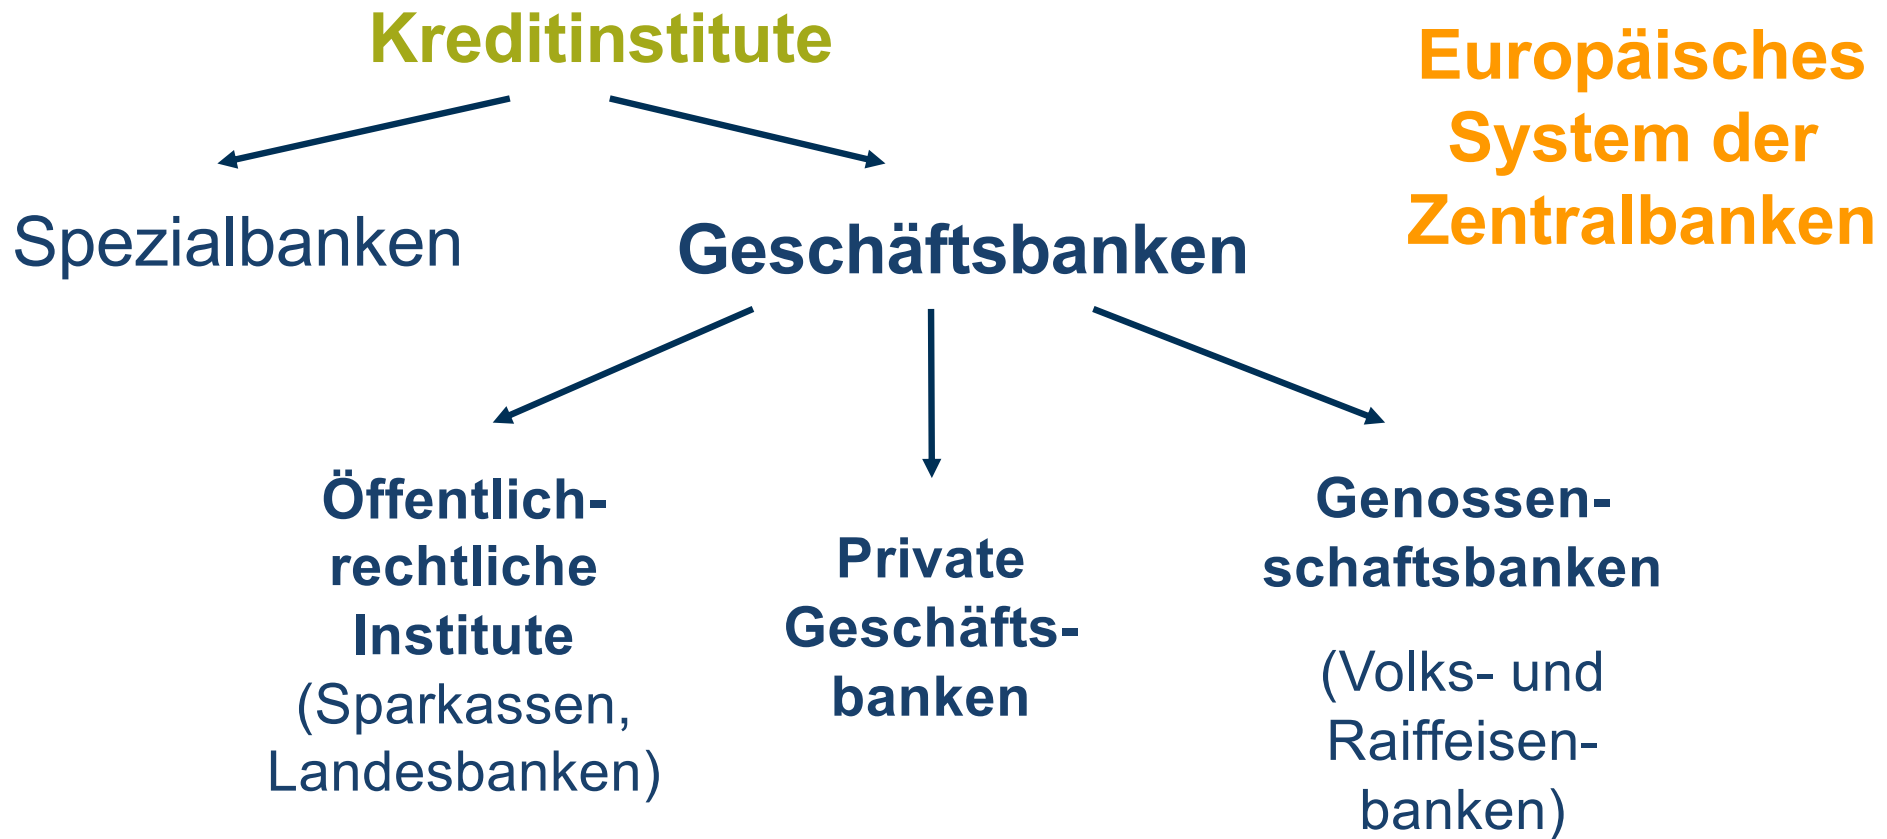 Kreditinstitute
Europäisches
System der
Zentralbanken
Spezialbanken
Geschäftsbanken
Öffentlich-
rechtliche
Institute
(Sparkassen,
Landesbanken)
Private
Geschäfts-
banken
Genossen-
schaftsbanken
(Volks- und
Raiffeisen-
banken)